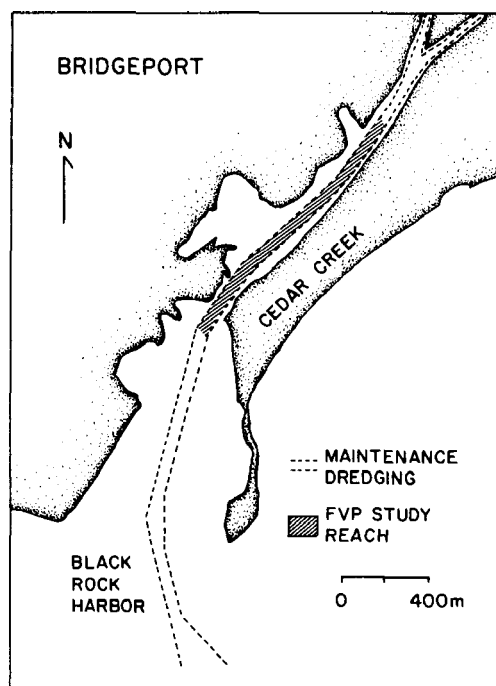 BRIDGEPORT
N
CEDAR CREEK
MAINTENANCE
DREDGING
FVP STUDY
REACH
BLACK
ROCK
HARBOR
0 400m